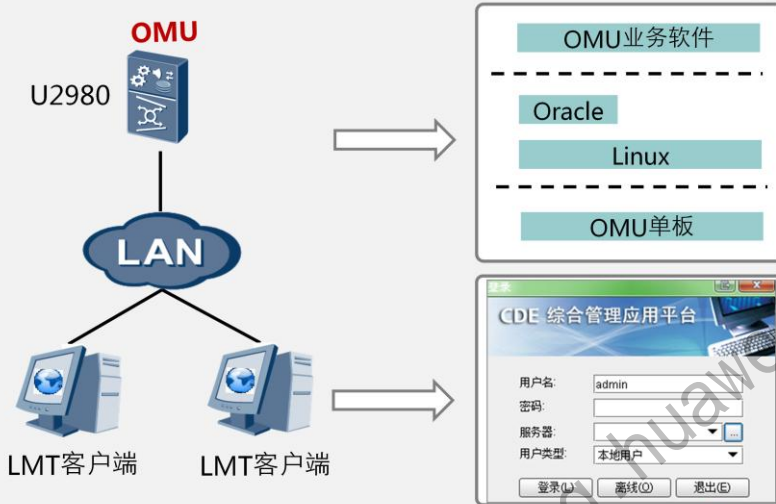 OMU
U2980
LAN
LMT客户端
LMT客户端
OMU业务软件
Oracle
Linux
OMU单板
登录
CDE 综合管理应用平台
用户名:
admin
密码:
服务器:
...
用户类型:
本地用户
登录(L)
离线(O)
退出(E)